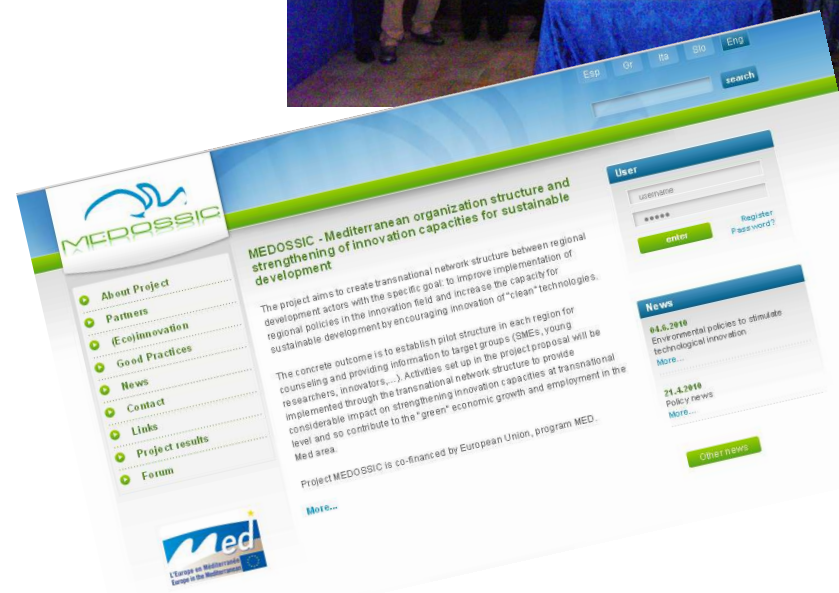 Esp Gr Ita Slo Eng
search
MEDOSSIC
About Project
Partners
(Eco)innovation
Good Practices
News
Contact
Links
Project results
Forum
Med
L'Europe en Méditerranée
Europe in the Mediterranean
MEDOSSIC - Mediterranean organization structure and
strengthening of innovation capacities for sustainable
development
The project aims to create transnational network structure between regional
development actors with the specific goal: to improve implementation of
regional policies in the innovation field and increase the capacity for
sustainable development by encouraging innovation of "clean" technologies.
The concrete outcome is to establish pilot structure in each region for
counseling and providing information to target groups (SMEs, young
researchers, innovators,...). Activities set up in the project proposal will be
implemented through the transnational network structure to provide
considerable impact on strengthening innovation capacities at transnational
level and so contribute to the "green" economic growth and employment in the
Med area.
Project MEDOSSIC is co-financed by European Union, program MED.
More...
User
username
*****
enter
Register
Password?
News
04.6.2010
Environmental policies to stimulate
technological innovation
More...
21.4.2010
Policy news
More...
Other news